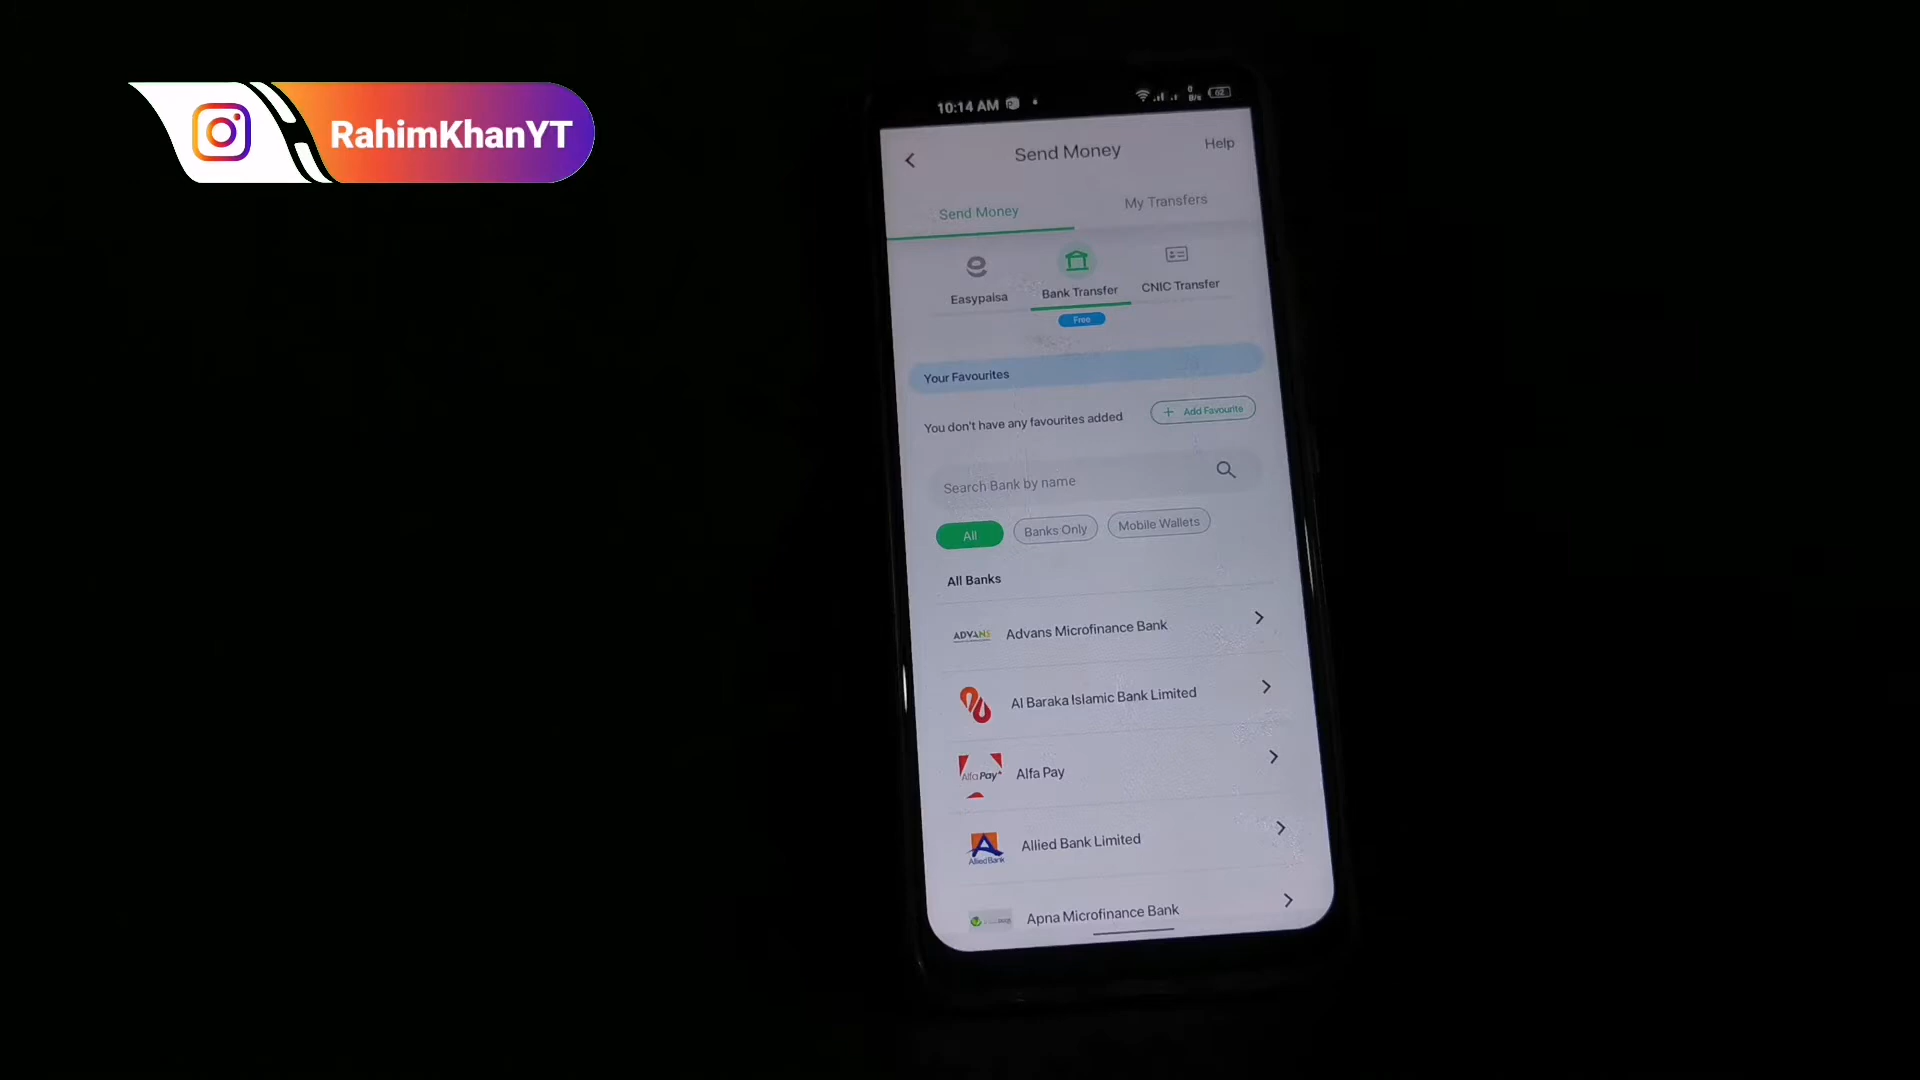 RahimKhanYT
10:14 AM
62
Send Money
Help
Send Money
My Transfers
Easypaisa
Bank Transfer
CNIC Transfer
Free
Your Favourites
You don't have any favourites added
+ Add Favourite
Search Bank by name
All
Banks Only
Mobile Wallets
All Banks
ADVANS
Advans Microfinance Bank
Al Baraka Islamic Bank Limited
Alfa Pay
Alfa Pay
Allied Bank
Allied Bank Limited
Apna Microfinance Bank